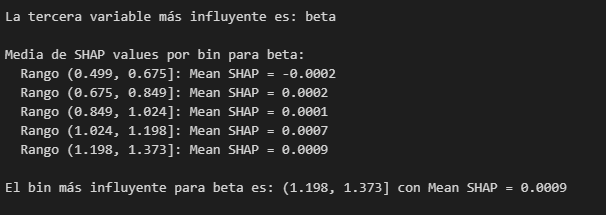 La tercera variable más influyente es: beta
Media de SHAP values por bin para beta:
Rango (0.499, 0.675]: Mean SHAP = -0.0002
Rango (0.675, 0.849]: Mean SHAP = 0.0002
Rango (0.849, 1.024]: Mean SHAP = 0.0001
Rango (1.024, 1.198]: Mean SHAP = 0.0007
Rango (1.198, 1.373]: Mean SHAP = 0.0009
El bin más influyente para beta es: (1.198, 1.373] con Mean SHAP = 0.0009